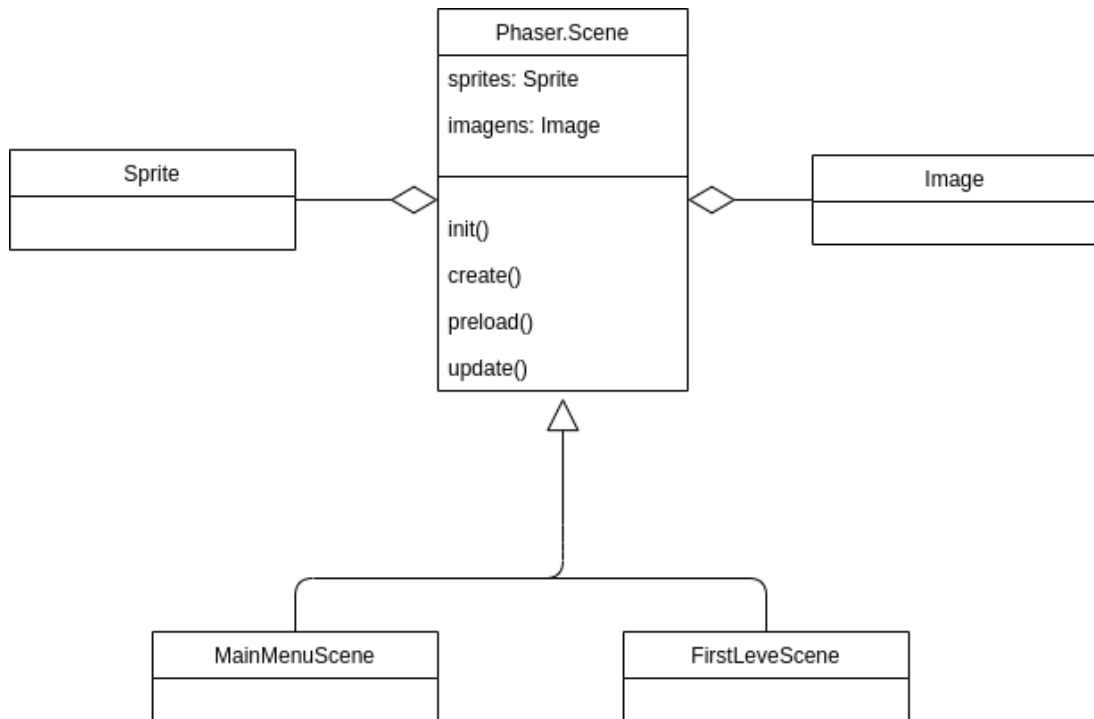 Phaser.Scene
sprites: Sprite
imagens: Image
Sprite
Image
init()
create()
preload()
update()
MainMenuScene
FirstLeveScene